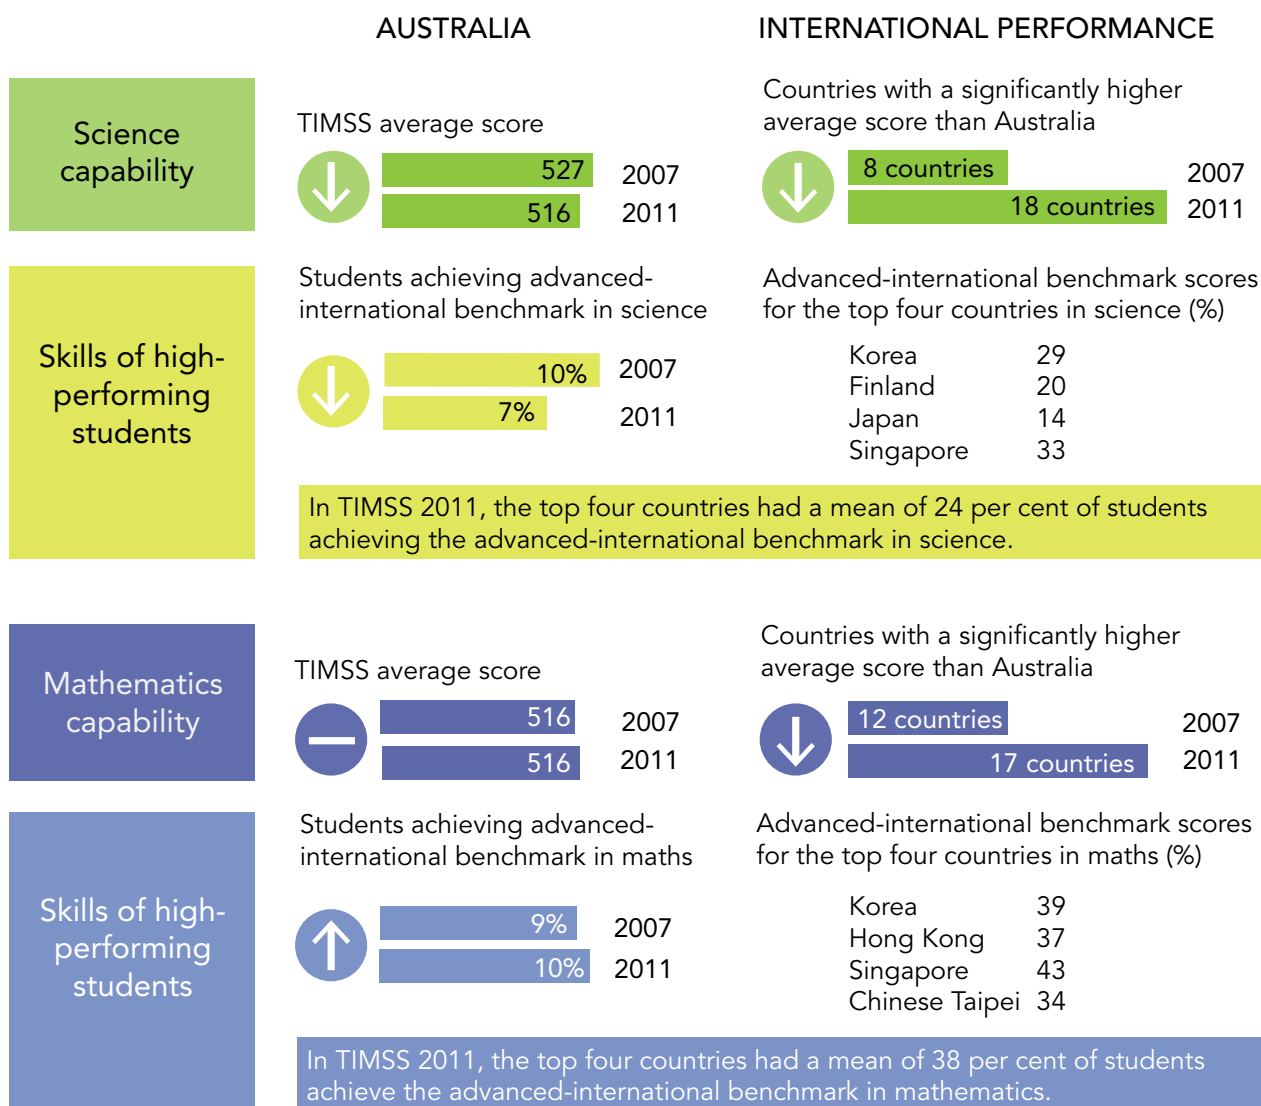 AUSTRALIA
INTERNATIONAL PERFORMANCE
Science
capability
TIMSS average score
527 2007
516 2011
Countries with a significantly higher
average score than Australia
8 countries 2007
18 countries 2011
Skills of high-
performing
students
Students achieving advanced-
international benchmark in science
10% 2007
7% 2011
Advanced-international benchmark scores
for the top four countries in science (%)
Korea 29
Finland 20
Japan 14
Singapore 33
In TIMSS 2011, the top four countries had a mean of 24 per cent of students
achieving the advanced-international benchmark in science.
Mathematics
capability
TIMSS average score
516 2007
516 2011
Countries with a significantly higher
average score than Australia
12 countries 2007
17 countries 2011
Skills of high-
performing
students
Students achieving advanced-
international benchmark in maths
9% 2007
10% 2011
Advanced-international benchmark scores
for the top four countries in maths (%)
Korea 39
Hong Kong 37
Singapore 43
Chinese Taipei 34
In TIMSS 2011, the top four countries had a mean of 38 per cent of students
achieve the advanced-international benchmark in mathematics.